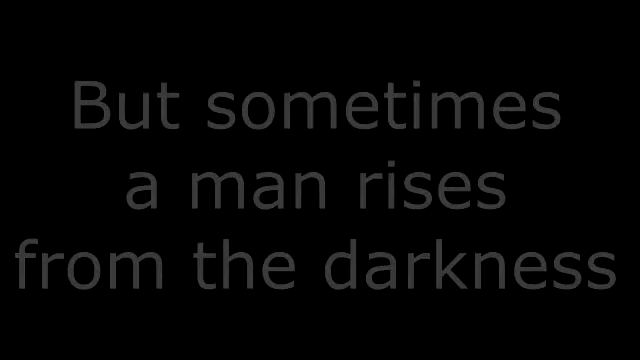 But sometimes
a man rises
from the darkness